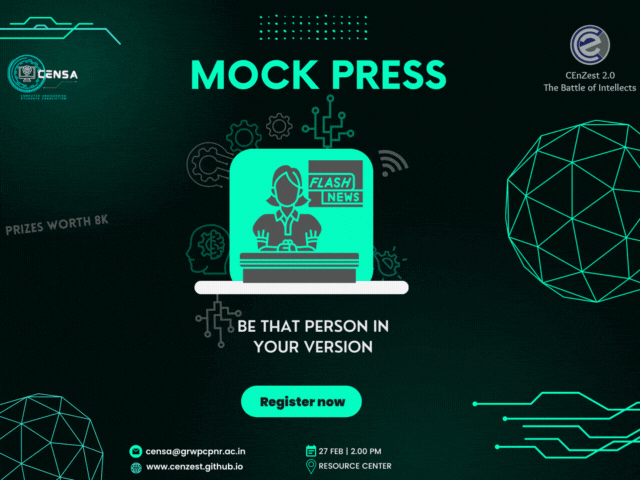 CENSA
CEnZest 2.0
The Battle of Intellects
MOCK PRESS
FLASH
NEWS
PRIZES WORTH 8K
BE THAT PERSON IN
YOUR VERSION
Register now
censa@grwpcpnr.ac.in
www.cenzest.github.io
27 FEB | 2.00 PM
RESOURCE CENTER